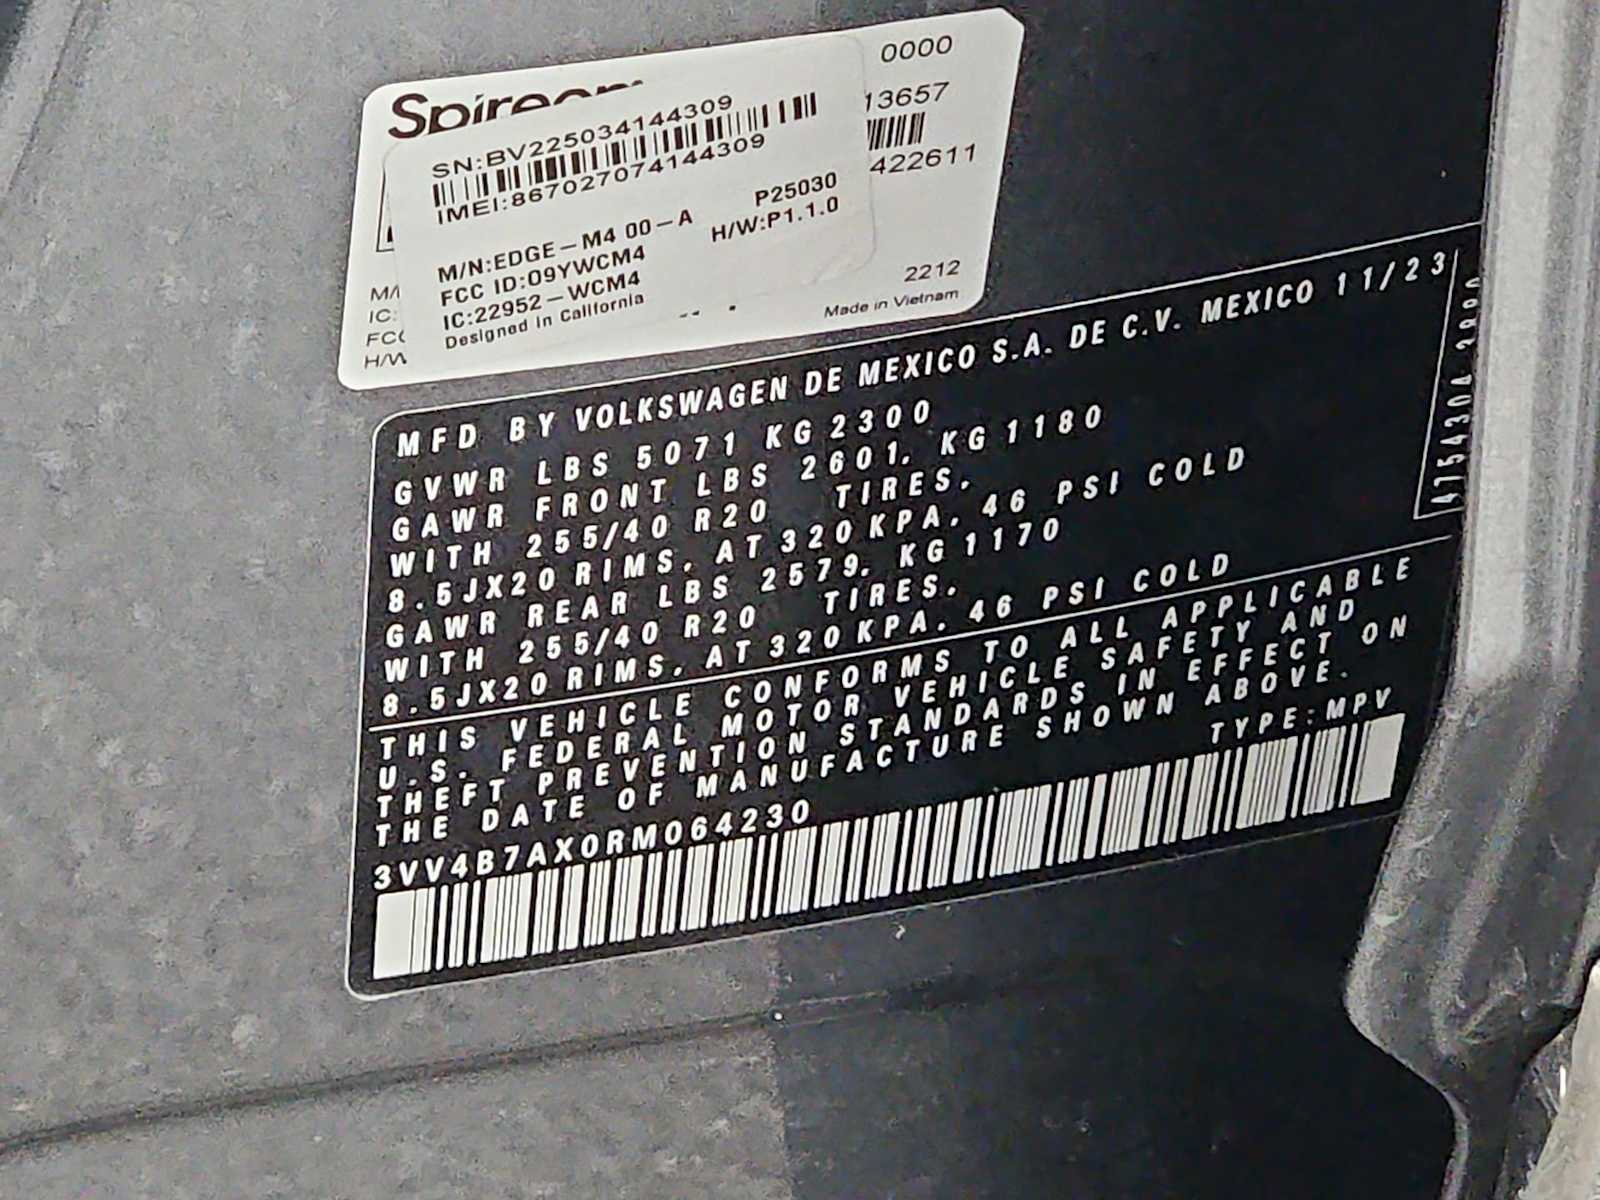 0000
13657
422611
2212
Made in Vietnam
SN:BV225034144309
IMEI:867027074144309
P25030
M/N:EDGE-M4 00-A
H/W:P1.1.0
FCC ID:09YWCM4
IC:22952-WCM4
Designed in California
IC:
FCC
H/W
MFD BY VOLKSWAGEN DE MEXICO S.A. DE C.V. MEXICO 11/23
GVWR LBS 5071 KG 2300
GAWR FRONT LBS 2601. KG 1180
WITH 255/40 R20 TIRES.
8.5JX20 RIMS. AT 320 KPA. 46 PSI COLD
GAWR REAR LBS 2579. KG 1170
WITH 255/40 R20 TIRES.
8.5JX20 RIMS. AT 320 KPA. 46 PSI COLD
THIS VEHICLE CONFORMS TO ALL APPLICABLE
U.S. FEDERAL MOTOR VEHICLE SAFETY AND
THEFT PREVENTION STANDARDS IN EFFECT ON
THE DATE OF MANUFACTURE SHOWN ABOVE.
TYPE:MPV
3VV4B7AX0RM064230